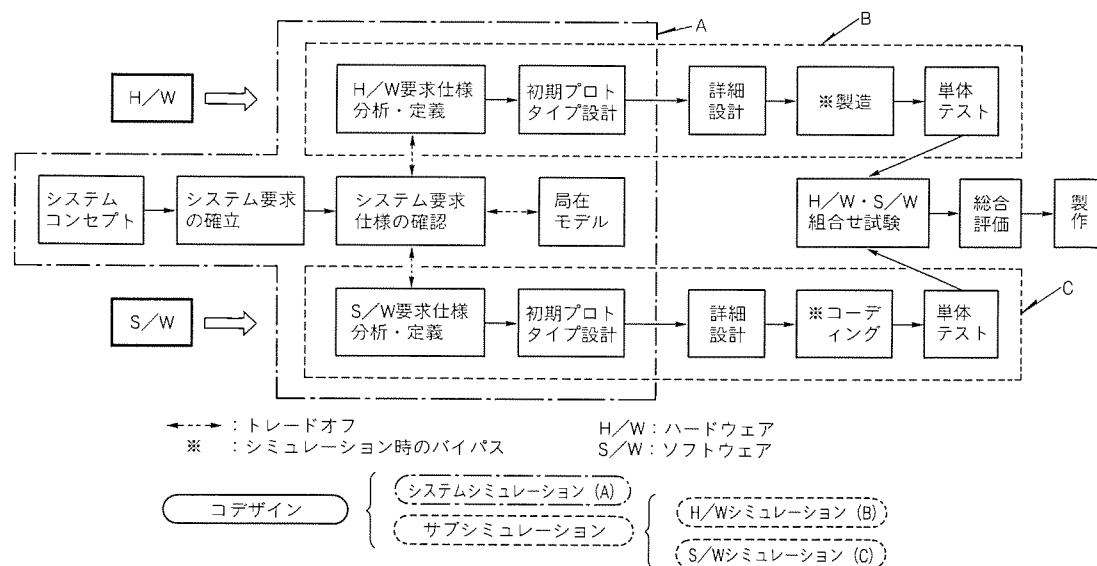 A
B
H/W
H/W要求仕様
分析・定義
初期プロト
タイプ設計
詳細
設計
※製造
単体
テスト
システム
コンセプト
システム要求
の確立
システム要求
仕様の確認
局在
モデル
H/W・S/W
組合せ試験
総合
評価
製
作
S/W
S/W要求仕様
分析・定義
初期プロト
タイプ設計
詳細
設計
※コーデ
ィング
単体
テスト
C
:トレードオフ
※ :シミュレーション時のバイパス
H/W:ハードウェア
S/W:ソフトウェア
コデザイン
システムシミュレーション (A)
サブシミュレーション
H/Wシミュレーション (B)
S/Wシミュレーション (C)